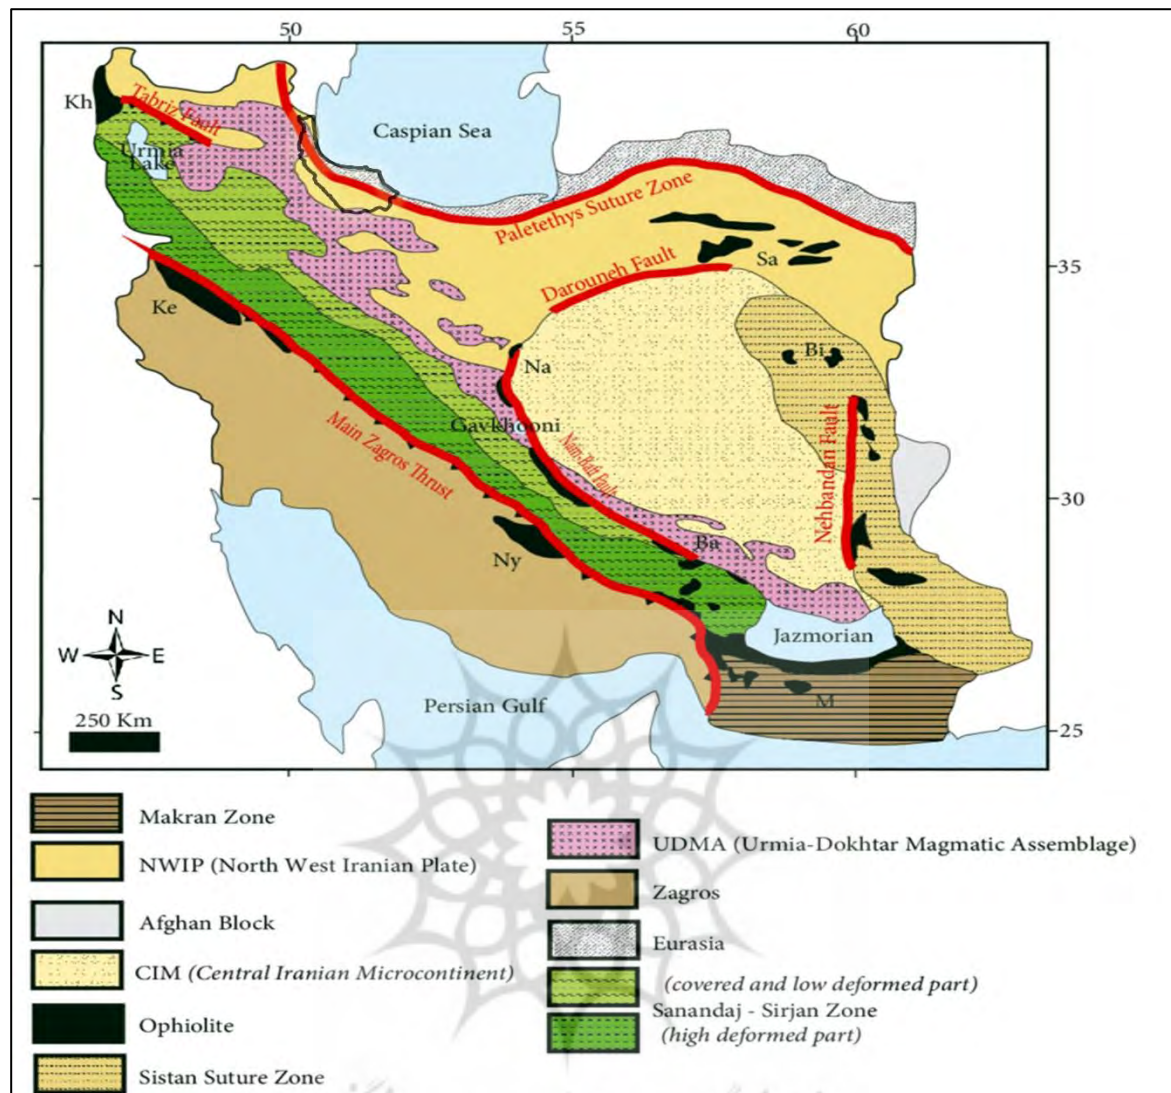 50 55 60
Kh
Tabriz Fault
Urmia
Lake
Caspian Sea
Paletethys Suture Zone
Sa
35
Darouneh Fault
Ke
Na
Bi
Gavkhooni
Main Zagros Thrust
Nain-Baft Fault
Nehbandan Fault
30
Ny
Ba
N
W E
S
Jazmorian
Persian Gulf
M
250 Km
25
Makran Zone
NWIP (North West Iranian Plate)
Afghan Block
CIM (Central Iranian Microcontinent)
Ophiolite
Sistan Suture Zone
UDMA (Urmia-Dokhtar Magmatic Assemblage)
Zagros
Eurasia
(covered and low deformed part)
Sanandaj - Sirjan Zone
(high deformed part)